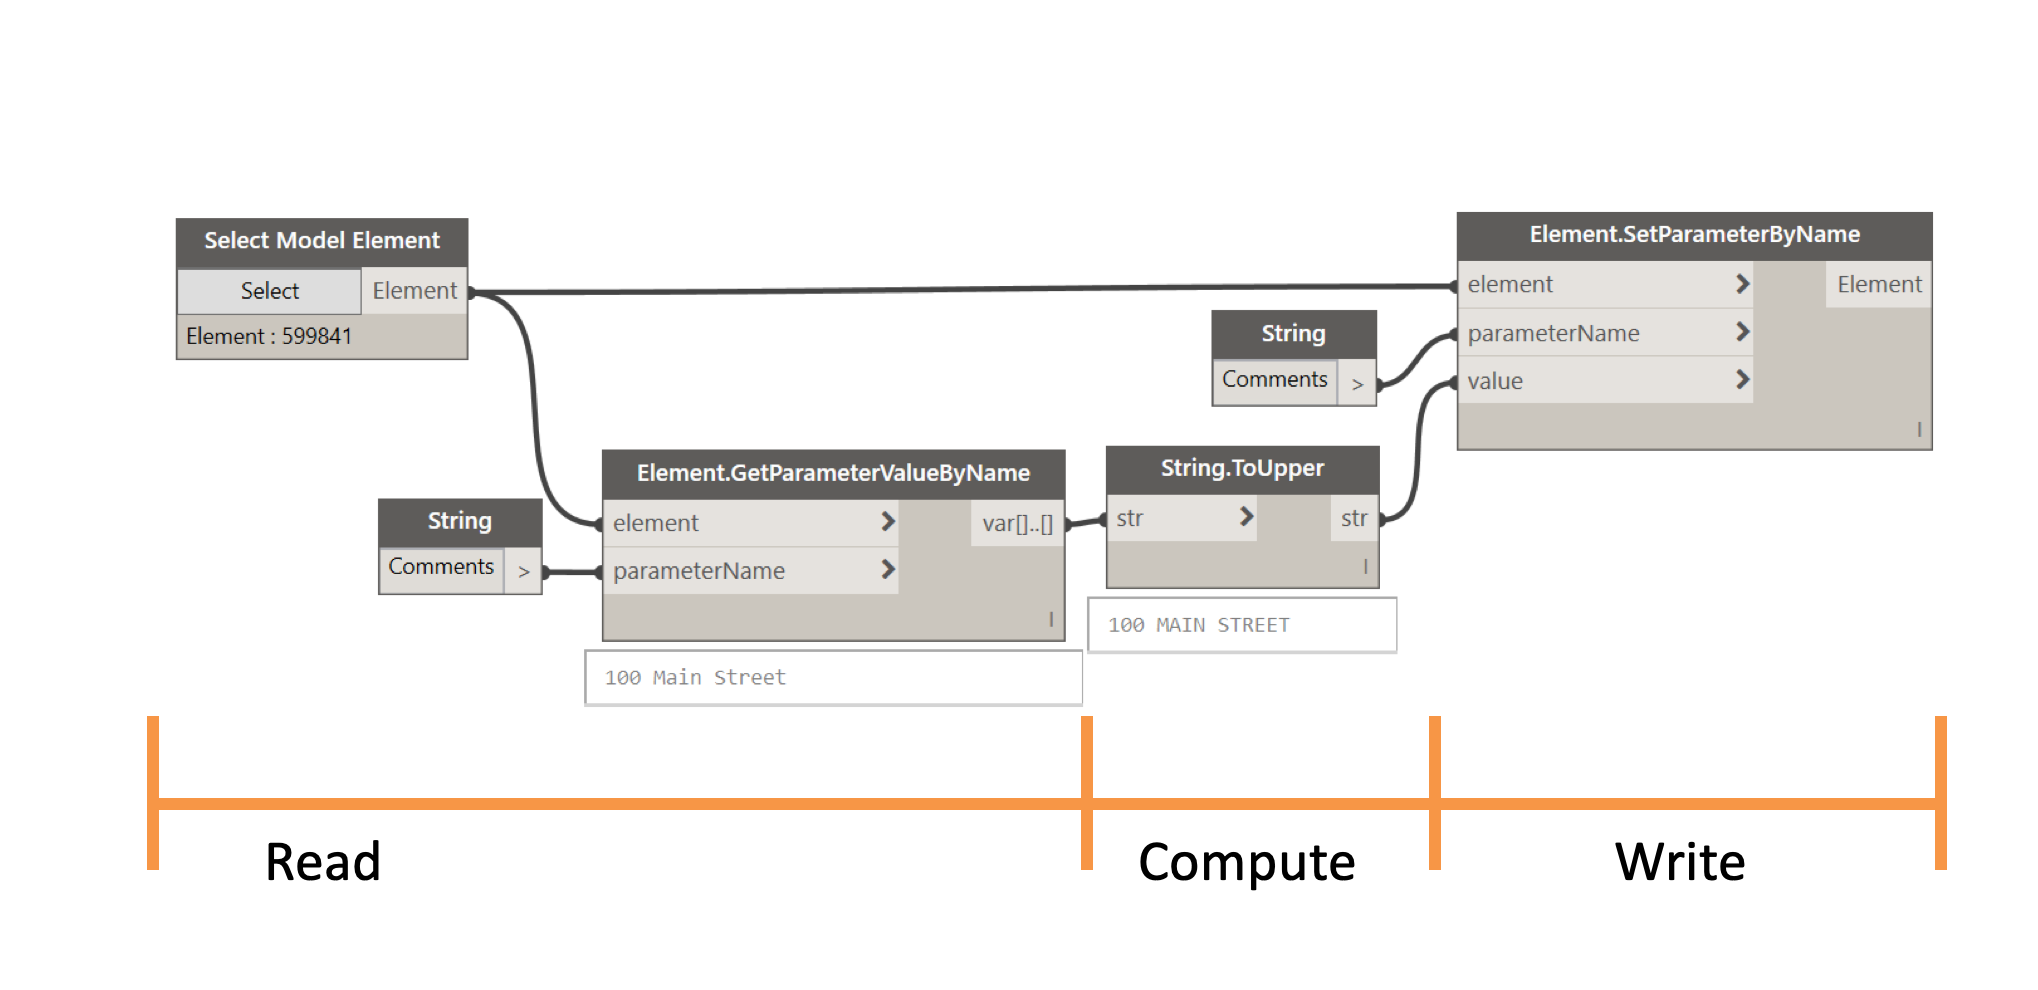 Select Model Element
Select
Element
Element : 599841
String
Comments
>
Element.GetParameterValueByName
element
var[]..[]
parameterName
l
100 Main Street
String.ToUpper
str
str
l
100 MAIN STREET
String
Comments
>
Element.SetParameterByName
element
Element
parameterName
value
l
Read
Compute
Write